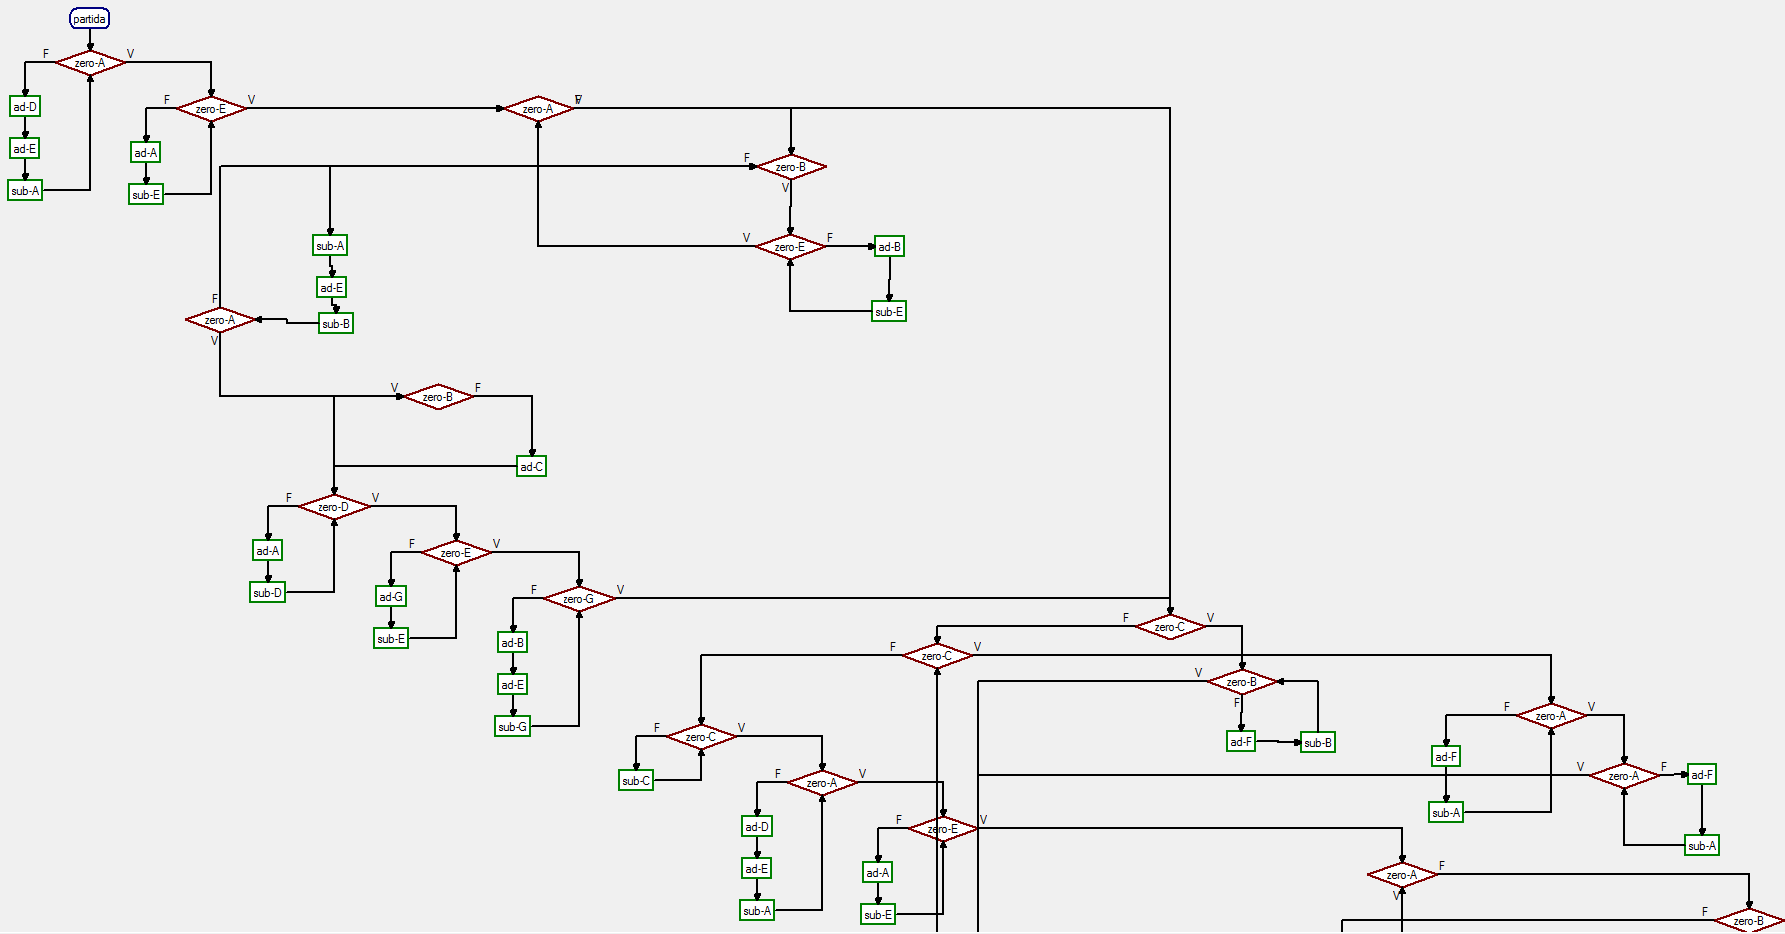 partida
F zero-A V
ad-D
ad-E
sub-A
F zero-E V
ad-A
sub-E
zero-A F V
F zero-B
V
V zero-E F
ad-B
sub-E
sub-A
ad-E
sub-B
F
zero-A
V
V zero-B F
ad-C
F zero-D V
ad-A
sub-D
F zero-E V
ad-G
sub-E
F zero-G V
ad-B
ad-E
sub-G
F zero-C V
F zero-C V
V zero-B
F
ad-F
sub-B
F zero-A V
ad-F
sub-A
V zero-A F
ad-F
sub-A
F zero-C V
sub-C
F zero-A V
ad-D
ad-E
sub-A
F zero-E V
ad-A
sub-E
zero-A F
V
F zero-B